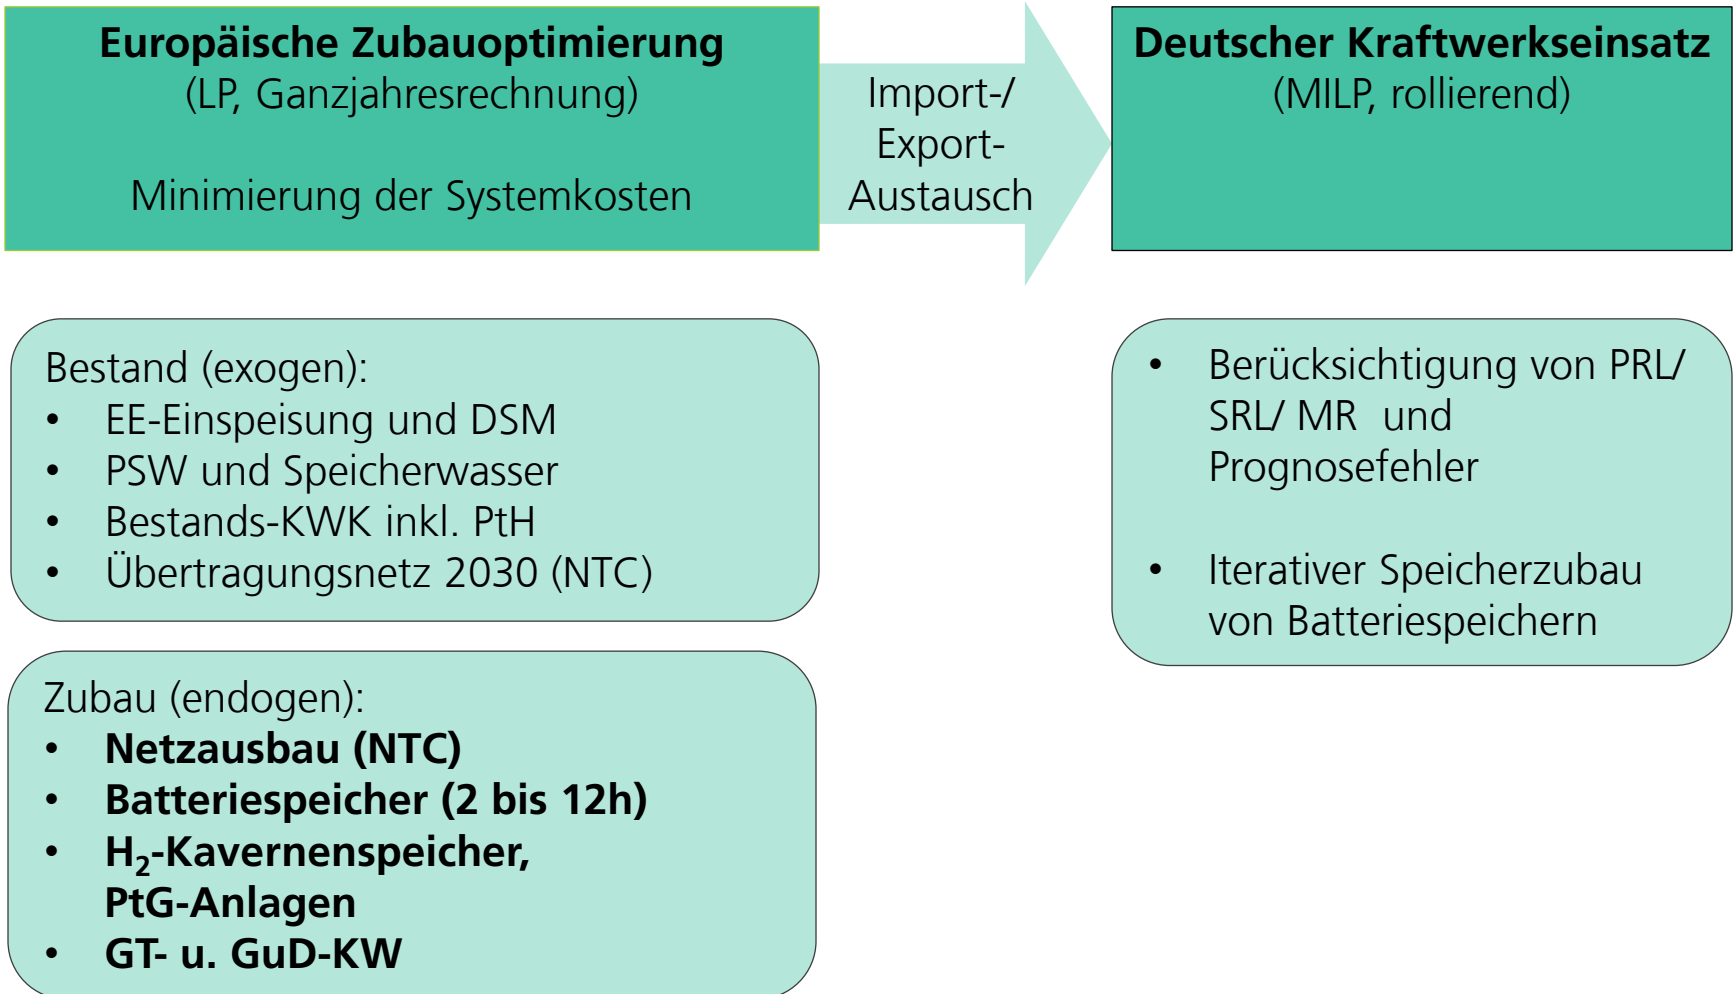 Europäische Zubauoptimierung
(LP, Ganzjahresrechnung)
Minimierung der Systemkosten
Import-/
Export-
Austausch
Deutscher Kraftwerkseinsatz
(MILP, rollierend)
Bestand (exogen):
• EE-Einspeisung und DSM
• PSW und Speicherwasser
• Bestands-KWK inkl. PtH
• Übertragungsnetz 2030 (NTC)
Zubau (endogen):
• Netzausbau (NTC)
• Batteriespeicher (2 bis 12h)
• H₂-Kavernenspeicher,
PtG-Anlagen
• GT- u. GuD-KW
• Berücksichtigung von PRL/
SRL/ MR und
Prognosefehler
• Iterativer Speicherzubau
von Batteriespeichern